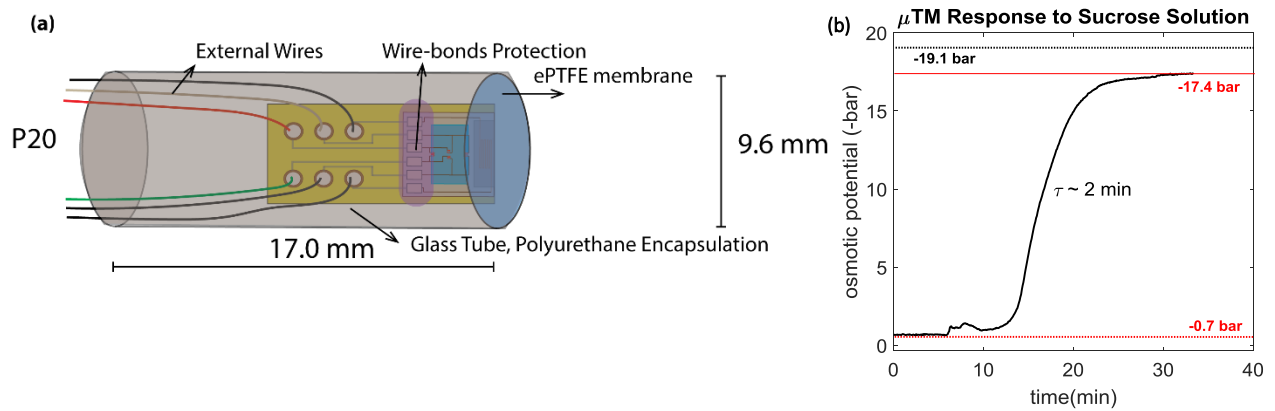 (a)
External Wires
Wire-bonds Protection
ePTFE membrane
P20
9.6 mm
17.0 mm
Glass Tube, Polyurethane Encapsulation
(b)
μTM Response to Sucrose Solution
osmotic potential (-bar)
20
15
10
5
0
-19.1 bar
-17.4 bar
τ ~ 2 min
-0.7 bar
0
10
20
30
40
time(min)